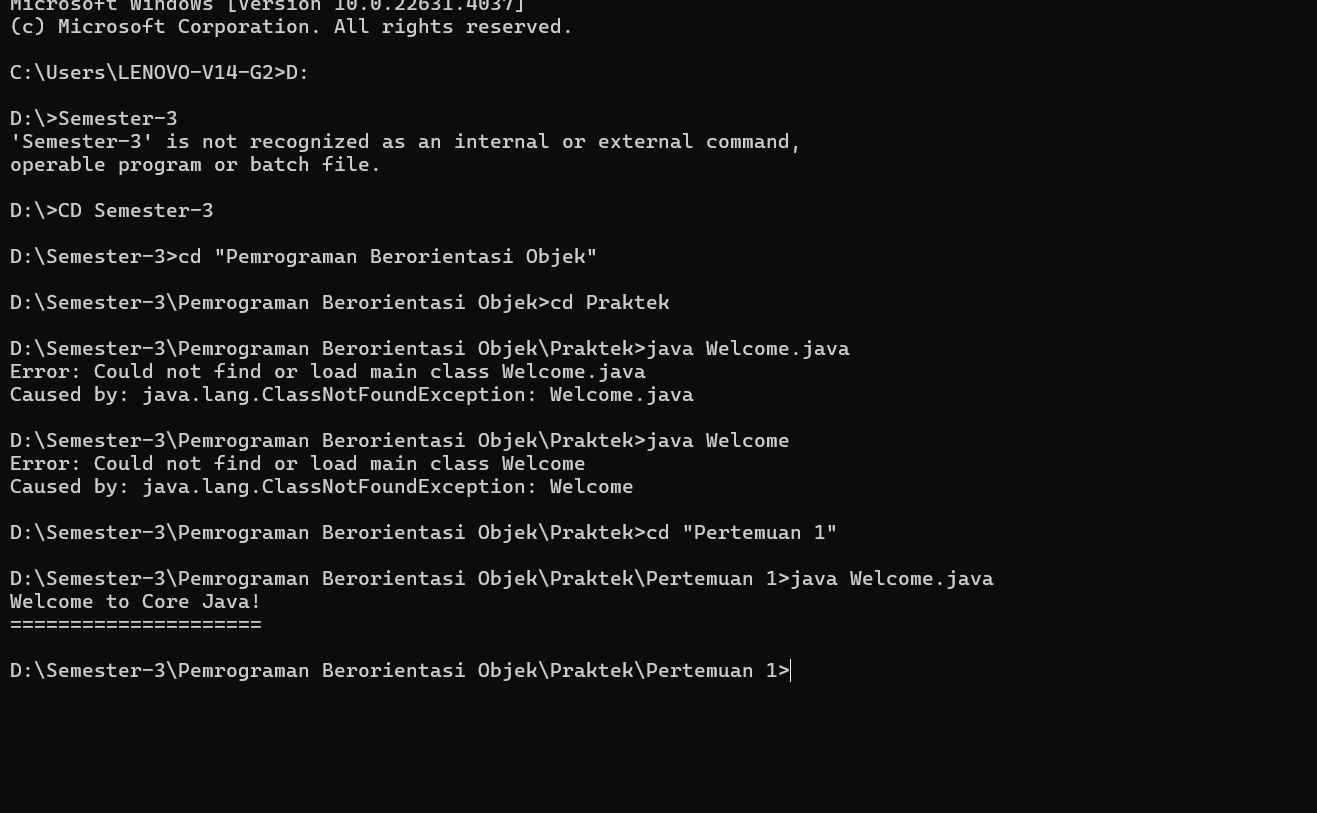 Microsoft Windows [Version 10.0.22631.4037]
(c) Microsoft Corporation. All rights reserved.
C:\Users\LENOVO-V14-G2>D:
D:\>Semester-3
'Semester-3' is not recognized as an internal or external command,
operable program or batch file.
D:\>CD Semester-3
D:\Semester-3>cd "Pemrograman Berorientasi Objek"
D:\Semester-3\Pemrograman Berorientasi Objek>cd Praktek
D:\Semester-3\Pemrograman Berorientasi Objek\Praktek>java Welcome.java
Error: Could not find or load main class Welcome.java
Caused by: java.lang.ClassNotFoundException: Welcome.java
D:\Semester-3\Pemrograman Berorientasi Objek\Praktek>java Welcome
Error: Could not find or load main class Welcome
Caused by: java.lang.ClassNotFoundException: Welcome
D:\Semester-3\Pemrograman Berorientasi Objek\Praktek>cd "Pertemuan 1"
D:\Semester-3\Pemrograman Berorientasi Objek\Praktek\Pertemuan 1>java Welcome.java
Welcome to Core Java!
=====================
D:\Semester-3\Pemrograman Berorientasi Objek\Praktek\Pertemuan 1>